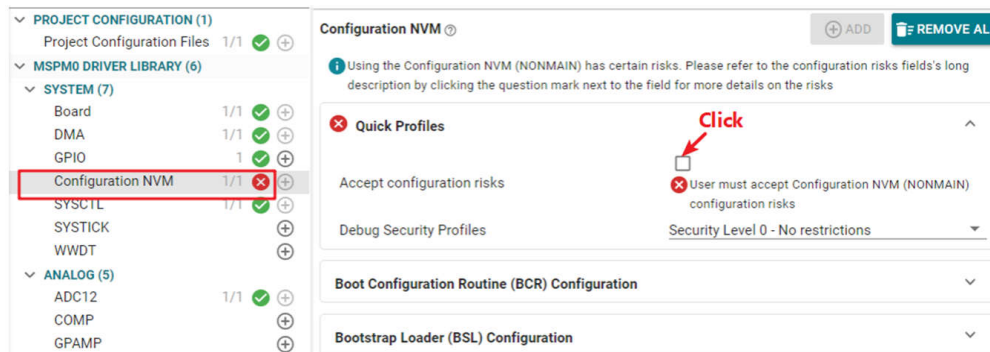 PROJECT CONFIGURATION (1)
Project Configuration Files 1/1
MSPM0 DRIVER LIBRARY (6)
SYSTEM (7)
Board 1/1
DMA 1/1
GPIO 1
Configuration NVM 1/1
SYSCTL 1/1
SYSTICK
WWDT
ANALOG (5)
ADC12 1/1
COMP
GPAMP
Configuration NVM
ADD
REMOVE AL
Using the Configuration NVM (NONMAIN) has certain risks. Please refer to the configuration risks fields's long
description by clicking the question mark next to the field for more details on the risks
Quick Profiles
Click
Accept configuration risks
User must accept Configuration NVM (NONMAIN)
configuration risks
Debug Security Profiles
Security Level 0 - No restrictions
Boot Configuration Routine (BCR) Configuration
Bootstrap Loader (BSL) Configuration